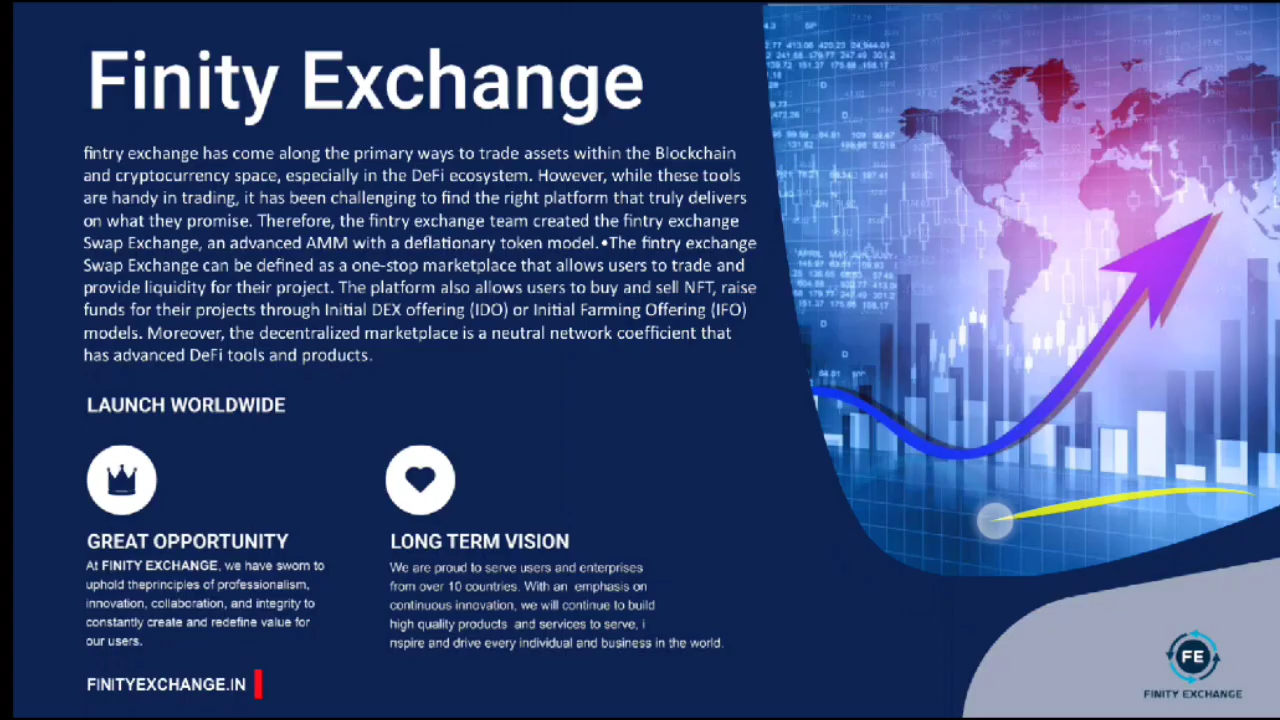 Finity Exchange
fintry exchange has come along the primary ways to trade assets within the Blockchain
and cryptocurrency space, especially in the DeFi ecosystem. However, while these tools
are handy in trading, it has been challenging to find the right platform that truly delivers
on what they promise. Therefore, the fintry exchange team created the fintry exchange
Swap Exchange, an advanced AMM with a deflationary token model.•The fintry exchange
Swap Exchange can be defined as a one-stop marketplace that allows users to trade and
provide liquidity for their project. The platform also allows users to buy and sell NFT, raise
funds for their projects through Initial DEX offering (IDO) or Initial Farming Offering (IFO)
models. Moreover, the decentralized marketplace is a neutral network coefficient that
has advanced DeFi tools and products.
LAUNCH WORLDWIDE
GREAT OPPORTUNITY
At FINITY EXCHANGE, we have sworn to
uphold theprinciples of professionalism,
innovation, collaboration, and integrity to
constantly create and redefine value for
our users.
LONG TERM VISION
We are proud to serve users and enterprises
from over 10 countries. With an emphasis on
continuous innovation, we will continue to build
high quality products and services to serve, i
nspire and drive every individual and business in the world.
FINITYEXCHANGE.IN
FE
FINITY EXCHANGE